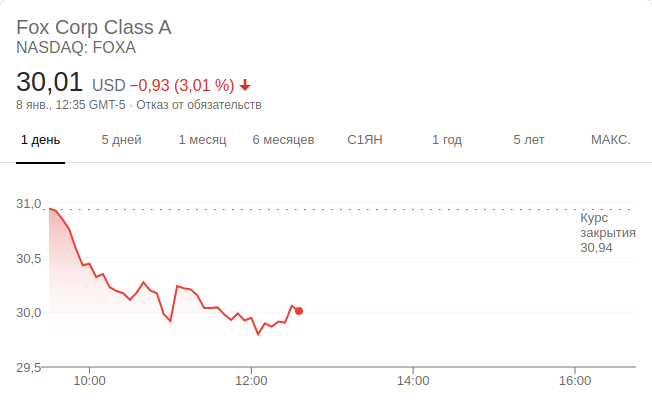 Fox Corp Class A
NASDAQ: FOXA
30,01 USD −0,93 (3,01 %)
8 янв., 12:35 GMT-5 · Отказ от обязательств
1 день 5 дней 1 месяц 6 месяцев С1ЯН 1 год 5 лет МАКС.
31,0
Курс
закрытия
30,94
30,5
30,0
29,5
10:00 12:00 14:00 16:00